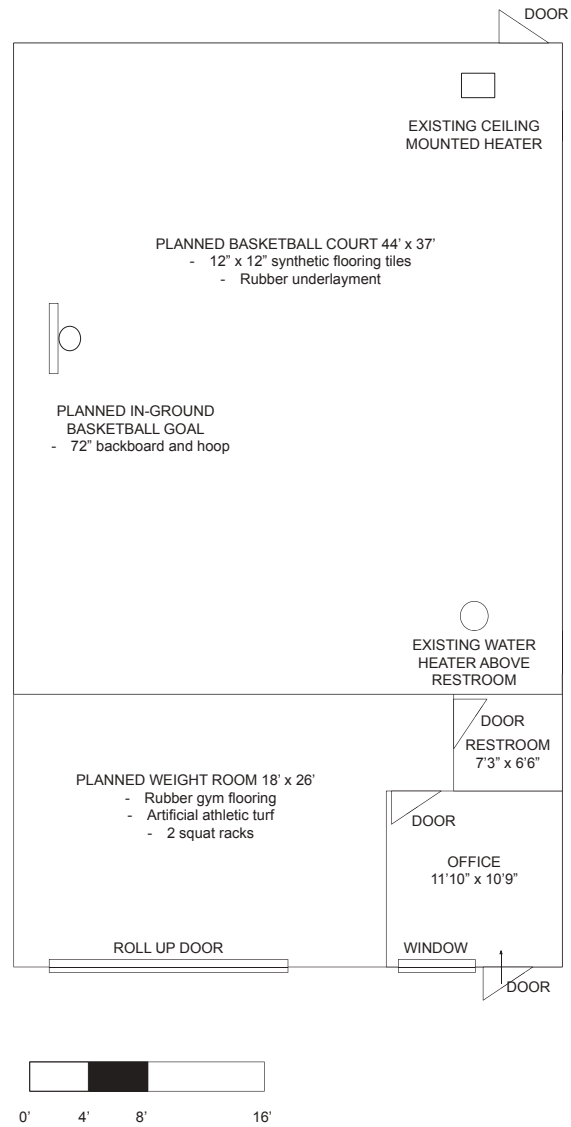 DOOR
EXISTING CEILING
MOUNTED HEATER
PLANNED BASKETBALL COURT 44’ x 37’
- 12” x 12” synthetic flooring tiles
- Rubber underlayment
PLANNED IN-GROUND
BASKETBALL GOAL
- 72” backboard and hoop
EXISTING WATER
HEATER ABOVE
RESTROOM
DOOR
RESTROOM
7’3” x 6’6”
PLANNED WEIGHT ROOM 18’ x 26’
- Rubber gym flooring
- Artificial athletic turf
- 2 squat racks
DOOR
OFFICE
11’10” x 10’9”
ROLL UP DOOR
WINDOW
DOOR
0’ 4’ 8’ 16’